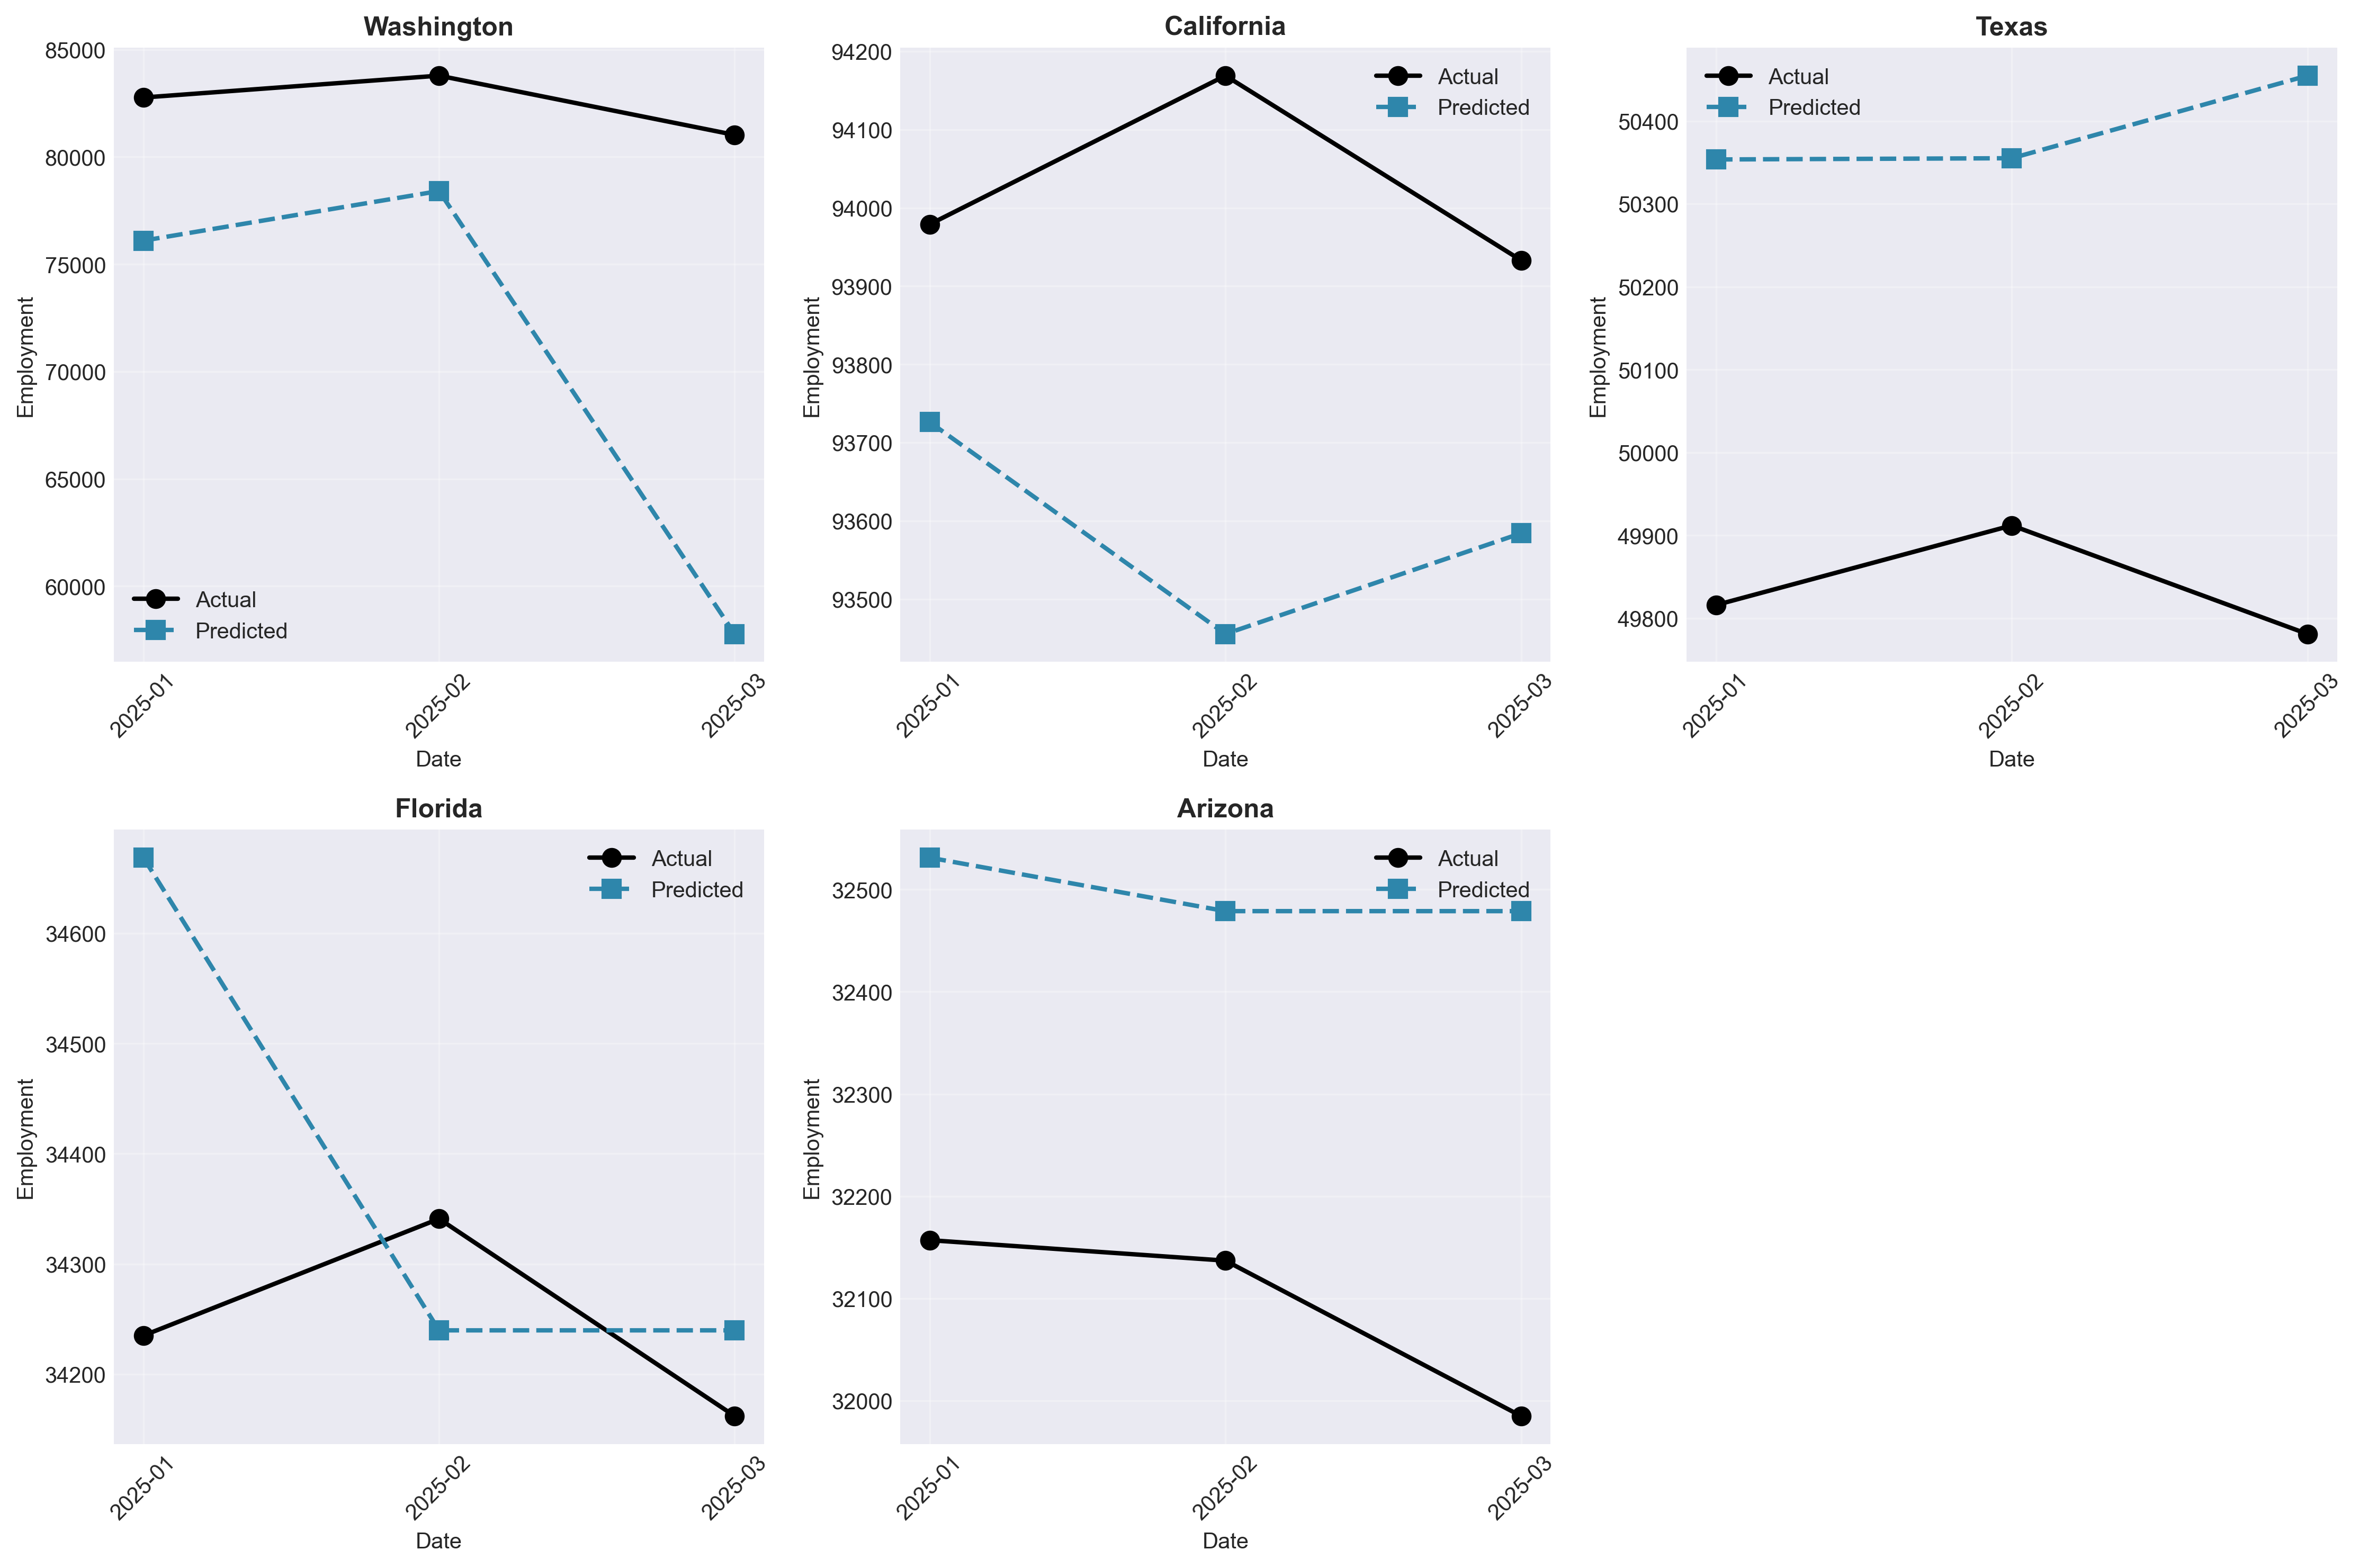 Washington
85000
80000
75000
70000
65000
60000
Employment
Actual
Predicted
2025-01
2025-02
2025-03
Date
California
94200
94100
94000
93900
93800
93700
93600
93500
Employment
Actual
Predicted
2025-01
2025-02
2025-03
Date
Texas
50400
50300
50200
50100
50000
49900
49800
Employment
Actual
Predicted
2025-01
2025-02
2025-03
Date
Florida
34600
34500
34400
34300
34200
Employment
Actual
Predicted
2025-01
2025-02
2025-03
Date
Arizona
32500
32400
32300
32200
32100
32000
Employment
Actual
Predicted
2025-01
2025-02
2025-03
Date